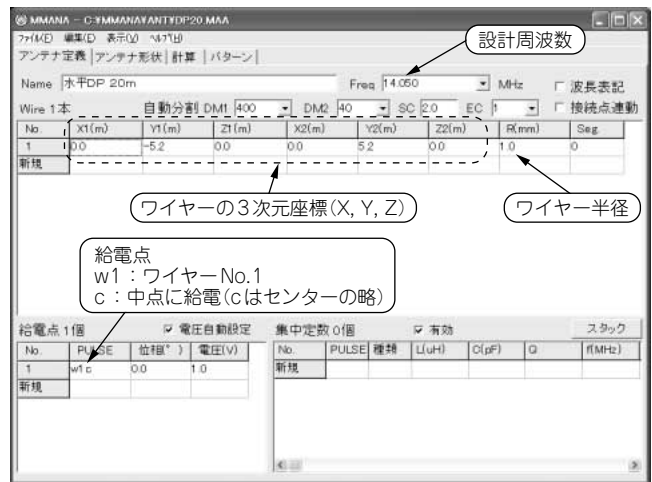 MMANA - C:¥MMANA¥ANT¥DP20.MAA
ファイル(F) 編集(E) 表示(V) ヘルプ(H)
設計周波数
アンテナ定義 アンテナ形状 計算 パターン
Name 水平DP 20m Freq 14.050 MHz 波長表記
Wire 1本 自動分割 DM1 400 DM2 40 SC 2.0 EC 1 接続点連動
No. X1(m) Y1(m) Z1(m) X2(m) Y2(m) Z2(m) R(mm) Seg.
1 0.0 -5.2 0.0 0.0 5.2 0.0 1.0 0
新規
ワイヤーの3次元座標(X, Y, Z)
ワイヤー半径
給電点
w1:ワイヤーNo.1
c:中点に給電(cはセンターの略)
給電点 1個 電圧自動設定 集中定数 0個 有効 スタック
No. PULSE 位相(°) 電圧(V) No. PULSE 種類 L(uH) C(pF) Q f(MHz)
1 w1c 0.0 1.0 新規
新規